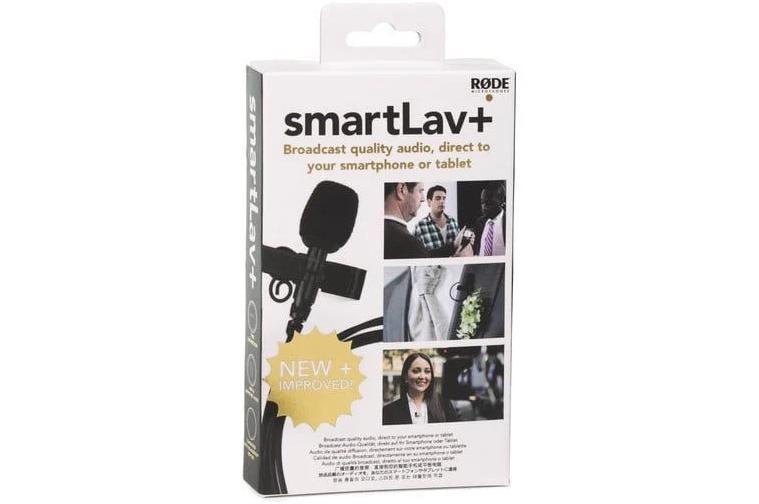 RØDE
MICROPHONES
smartLav+
Broadcast quality audio, direct to
your smartphone or tablet
smartLav+
NEW +
IMPROVED!
Broadcast quality audio, direct to your smartphone or tablet
Broadcast Audio-Qualität, direkt auf Ihr Smartphone oder Tablet
Audio de qualité diffusion, directement sur votre smartphone ou tablette
Calidad de audio Broadcast, directamente en su smartphone o tablet
Audio di qualità broadcast, diretto al suo smartphone o tablet